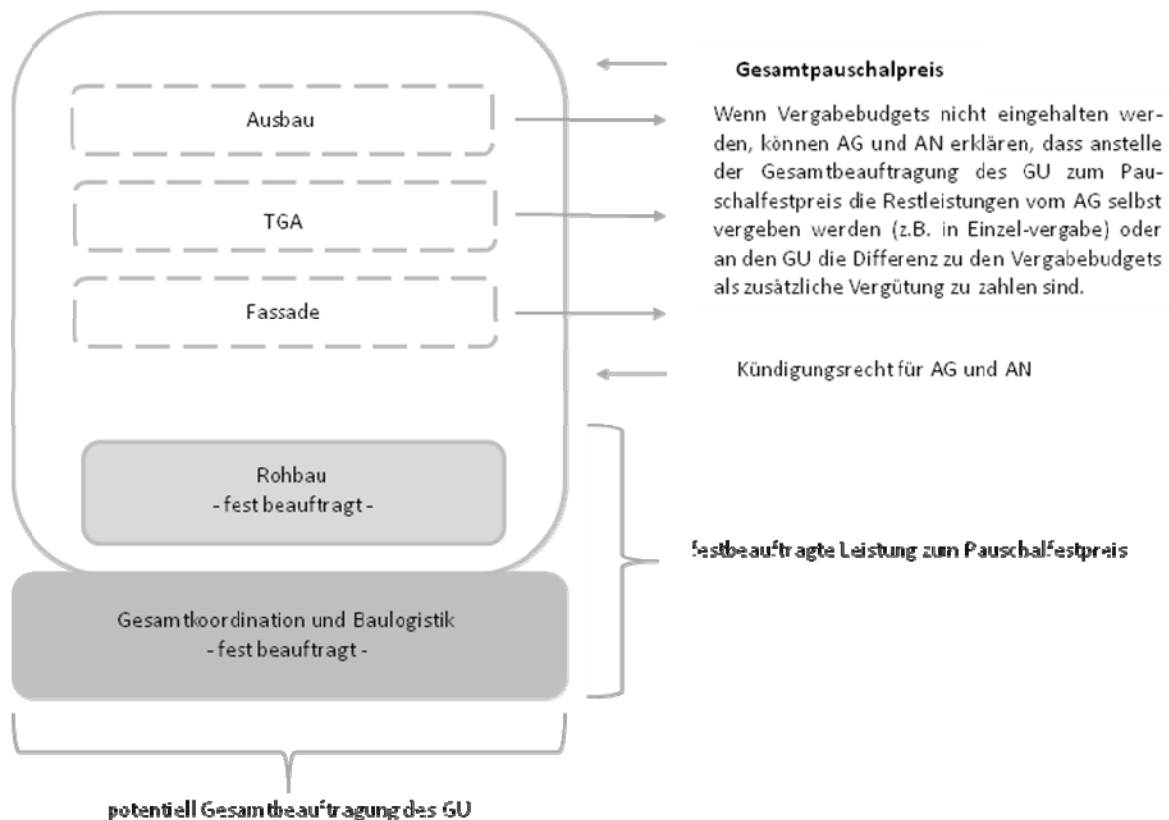 Gesamtpauschalpreis
Ausbau
TGA
Fassade
Wenn Vergabebudgets nicht eingehalten wer-
den, können AG und AN erklären, dass anstelle
der Gesamtbeauftragung des GU zum Pau-
schalfestpreis die Restleistungen vom AG selbst
vergeben werden (z.B. in Einzel-vergabe) oder
an den GU die Differenz zu den Vergabebudgets
als zusätzliche Vergütung zu zahlen sind.
Kündigungsrecht für AG und AN
Rohbau
- fest beauftragt -
festbeauftragte Leistung zum Pauschalfestpreis
Gesamtkoordination und Baulogistik
- fest beauftragt -
potentiell Gesamtbeauftragung des GU